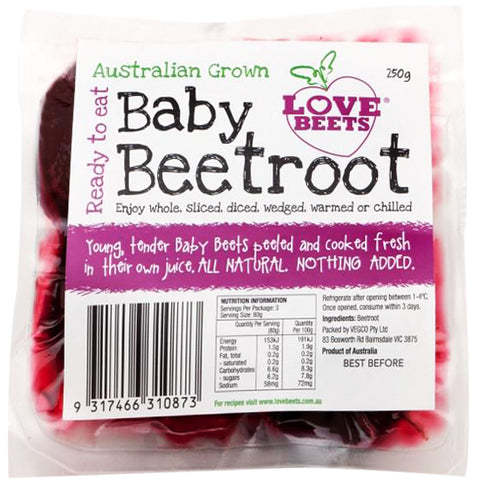 Australian Grown
250g
Ready to eat
Baby
Beetroot
LOVE
BEETS®
Enjoy whole, sliced, diced, wedged, warmed or chilled
Young, tender Baby Beets peeled and cooked fresh
in their own juice. ALL NATURAL. NOTHING ADDED.
9 317466 310873
NUTRITION INFORMATION
Servings Per Package: 3
Serving Size: 80g
Quantity Per Serving (80g) Quantity Per 100g
Energy 153kJ 191kJ
Protein 1.5g 1.9g
Fat, total 0.2g 0.2g
- saturated 0.2g 0.2g
Carbohydrates 6.6g 8.3g
- sugars 6.2g 7.8g
Sodium 58mg 72mg
For recipes visit www.lovebeets.com.au
Refrigerate after opening between 1-4°C.
Once opened, consume within 3 days.
Ingredients: Beetroot
Packed by VEGCO Pty Ltd
83 Bosworth Rd Bairnsdale VIC 3875
Product of Australia
BEST BEFORE